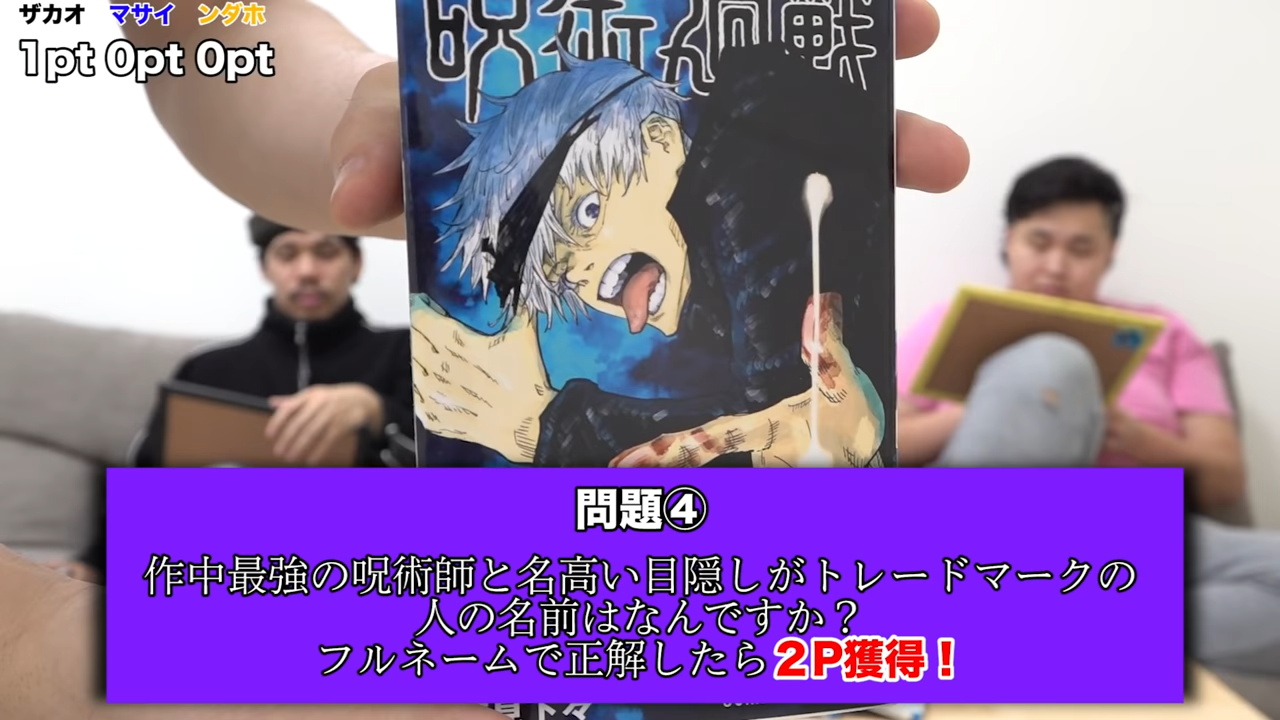 ザカオ マサイ ンダホ
1pt 0pt 0pt
呪術廻戦
問題④
作中最強の呪術師と名高い目隠しがトレードマークの
人の名前はなんですか？
フルネームで正解したら2P獲得！
下々